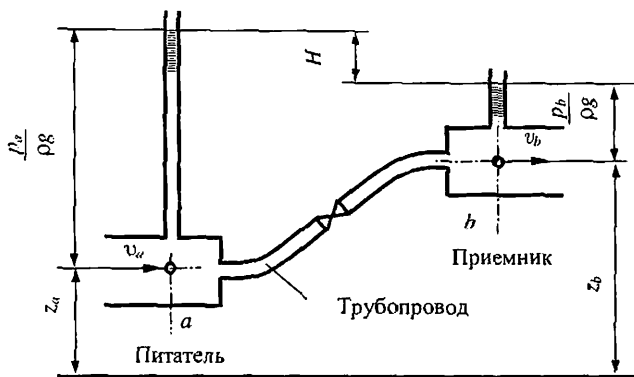 H
p_a
ρg
p_b
ρg
v_b
v_a
b
Приемник
z_a
z_b
a
Трубопровод
Питатель